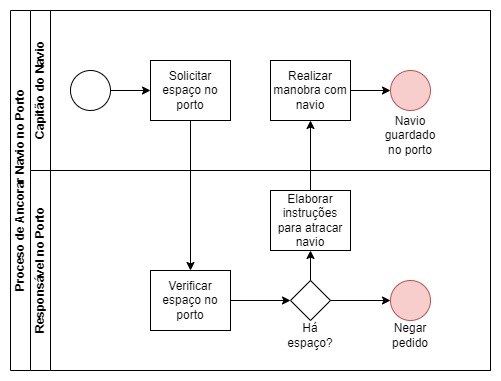 Proceso de Ancorar Navio no Porto
Capitão do Navio
Solicitar
espaço no
porto
Realizar
manobra com
navio
Navio
guardado
no porto
Responsável no Porto
Elaborar
instruções
para atracar
navio
Verificar
espaço no
porto
Há
espaço?
Negar
pedido